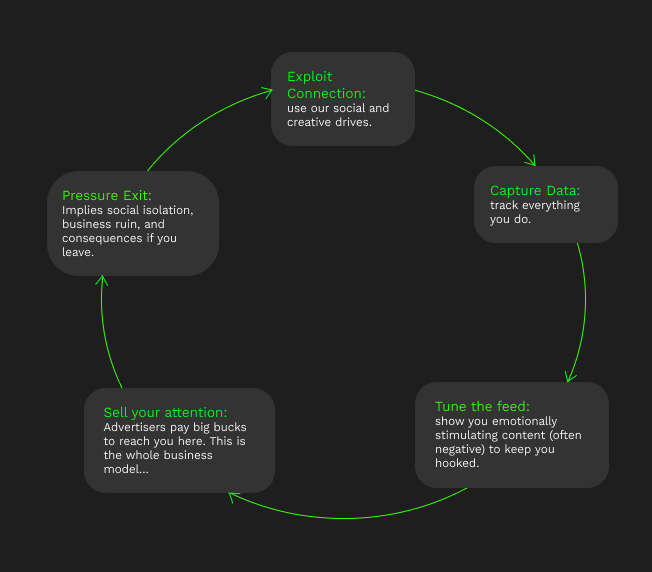 Exploit
Connection:
use our social and
creative drives.
Capture Data:
track everything
you do.
Tune the feed:
show you emotionally
stimulating content (often
negative) to keep you
hooked.
Sell your attention:
Advertisers pay big bucks
to reach you here. This is
the whole business
model...
Pressure Exit:
Implies social isolation,
business ruin, and
consequences if you
leave.